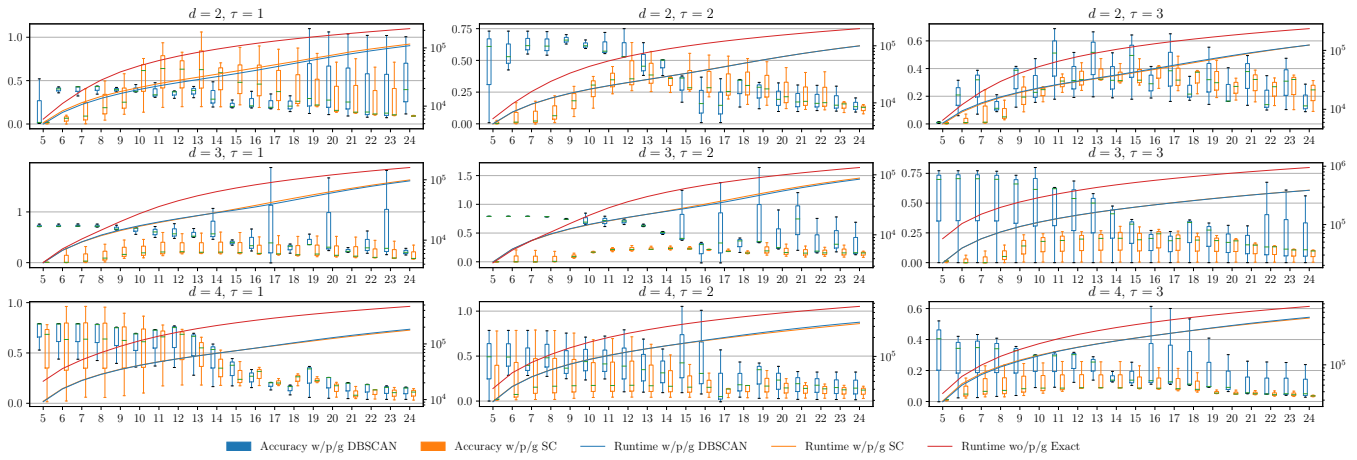 d = 2, τ = 1
1.0
0.5
0.0
10⁵
10⁴
5 6 7 8 9 10 11 12 13 14 15 16 17 18 19 20 21 22 23 24
d = 2, τ = 2
0.75
0.50
0.25
0.00
10⁵
10⁴
5 6 7 8 9 10 11 12 13 14 15 16 17 18 19 20 21 22 23 24
d = 2, τ = 3
0.6
0.4
0.2
0.0
10⁵
10⁴
5 6 7 8 9 10 11 12 13 14 15 16 17 18 19 20 21 22 23 24
d = 3, τ = 1
1
0
10⁵
10⁴
5 6 7 8 9 10 11 12 13 14 15 16 17 18 19 20 21 22 23 24
d = 3, τ = 2
1.5
1.0
0.5
0.0
10⁵
10⁴
5 6 7 8 9 10 11 12 13 14 15 16 17 18 19 20 21 22 23 24
d = 3, τ = 3
0.75
0.50
0.25
0.00
10⁶
10⁵
5 6 7 8 9 10 11 12 13 14 15 16 17 18 19 20 21 22 23 24
d = 4, τ = 1
1.0
0.5
0.0
10⁵
10⁴
5 6 7 8 9 10 11 12 13 14 15 16 17 18 19 20 21 22 23 24
d = 4, τ = 2
1.0
0.5
0.0
10⁵
5 6 7 8 9 10 11 12 13 14 15 16 17 18 19 20 21 22 23 24
d = 4, τ = 3
0.6
0.4
0.2
0.0
10⁵
5 6 7 8 9 10 11 12 13 14 15 16 17 18 19 20 21 22 23 24
Accuracy w/p/g DBSCAN Accuracy w/p/g SC Runtime w/p/g DBSCAN Runtime w/p/g SC Runtime wo/p/g Exact